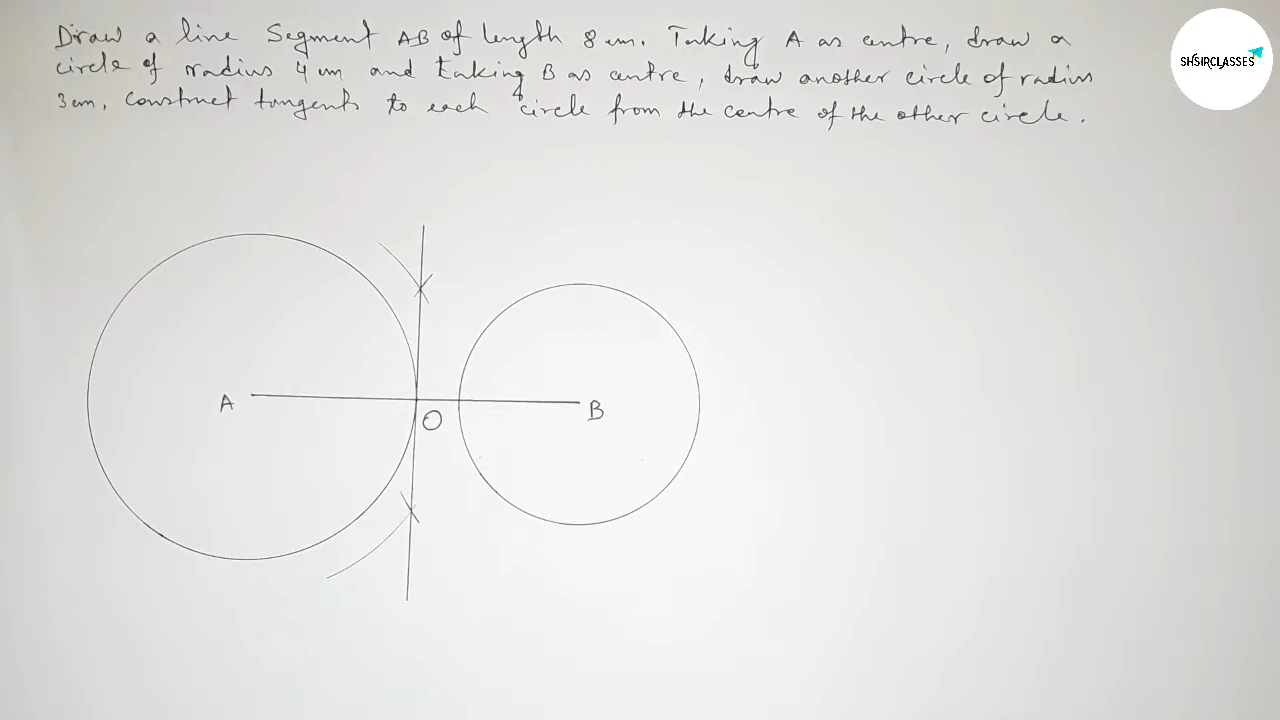 Draw a line Segment AB of length 8 cm. Taking A as centre, draw a
circle of radius 4 cm and taking B as centre, draw another circle of radius
3 cm. Construct tangents to each circle from the centre of the other circle.
SHSIRCLASSES
A
O
B